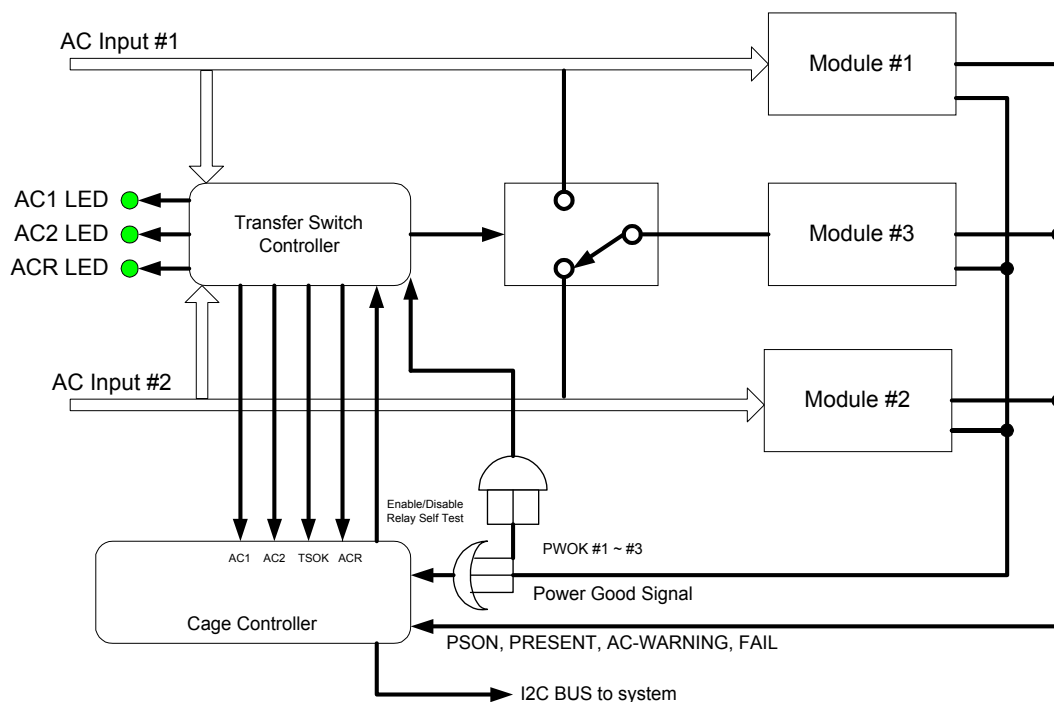 AC Input #1
Module #1
AC1 LED
AC2 LED
ACR LED
Transfer Switch
Controller
Module #3
AC Input #2
Module #2
Enable/Disable
Relay Self Test
PWOK #1 ~ #3
AC1 AC2 TSOK ACR
Power Good Signal
Cage Controller
PSON, PRESENT, AC-WARNING, FAIL
I2C BUS to system